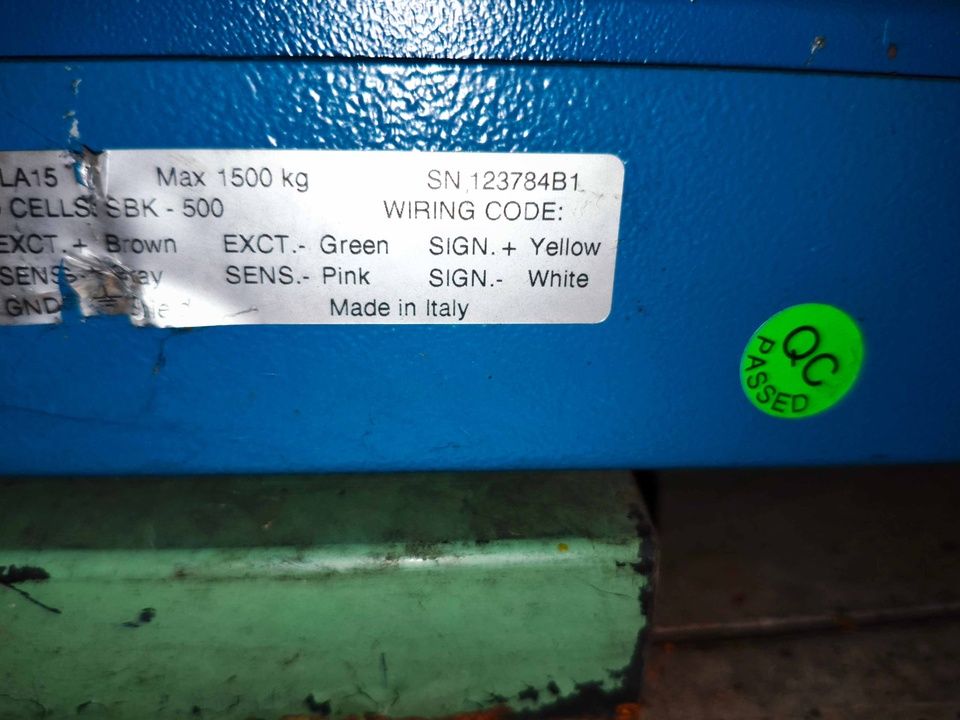 LA15 Max 1500 kg SN 123784B1
CELLS: SBK - 500 WIRING CODE:
EXCT.+ Brown EXCT.- Green SIGN.+ Yellow
SENS.- Pink SIGN.- White
GND Made in Italy
QC
PASSED